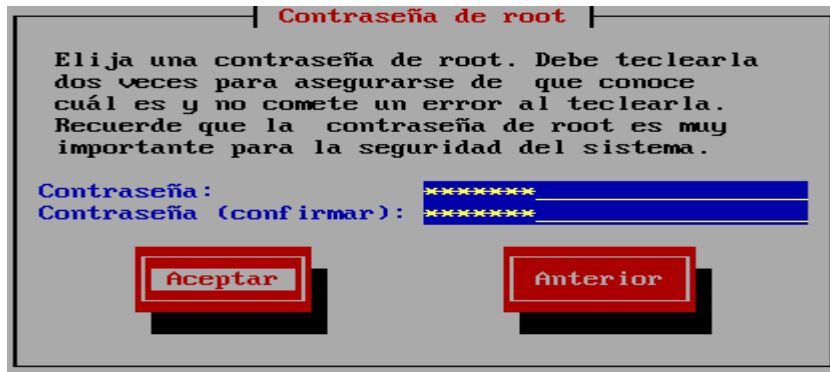 Contraseña de root
Elija una contraseña de root. Debe teclearla
dos veces para asegurarse de que conoce
cuál es y no comete un error al teclearla.
Recuerde que la contraseña de root es muy
importante para la seguridad del sistema.
Contraseña: *******
Contraseña (confirmar): *******
Aceptar Anterior